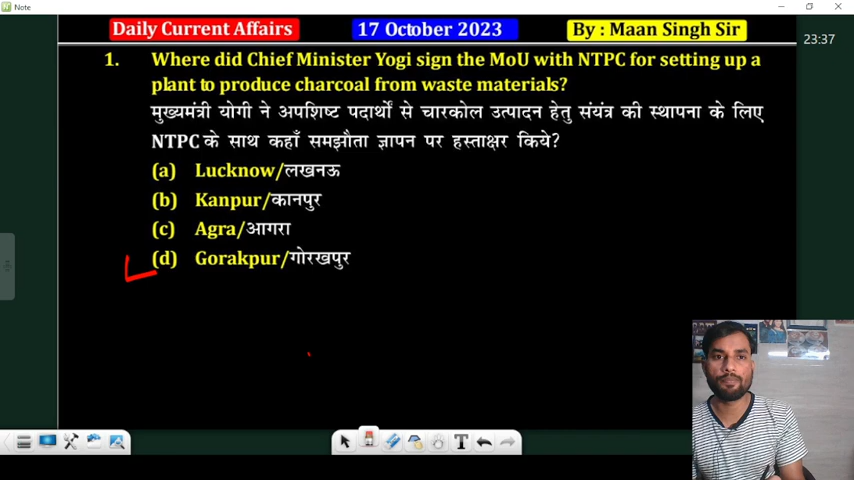 Note
Daily Current Affairs 17 October 2023 By : Maan Singh Sir
23:37
1. Where did Chief Minister Yogi sign the MoU with NTPC for setting up a
plant to produce charcoal from waste materials?
मुख्यमंत्री योगी ने अपशिष्ट पदार्थों से चारकोल उत्पादन हेतु संयंत्र की स्थापना के लिए
NTPC के साथ कहाँ समझौता ज्ञापन पर हस्ताक्षर किये?
(a) Lucknow/लखनऊ
(b) Kanpur/कानपुर
(c) Agra/आगरा
(d) Gorakpur/गोरखपुर